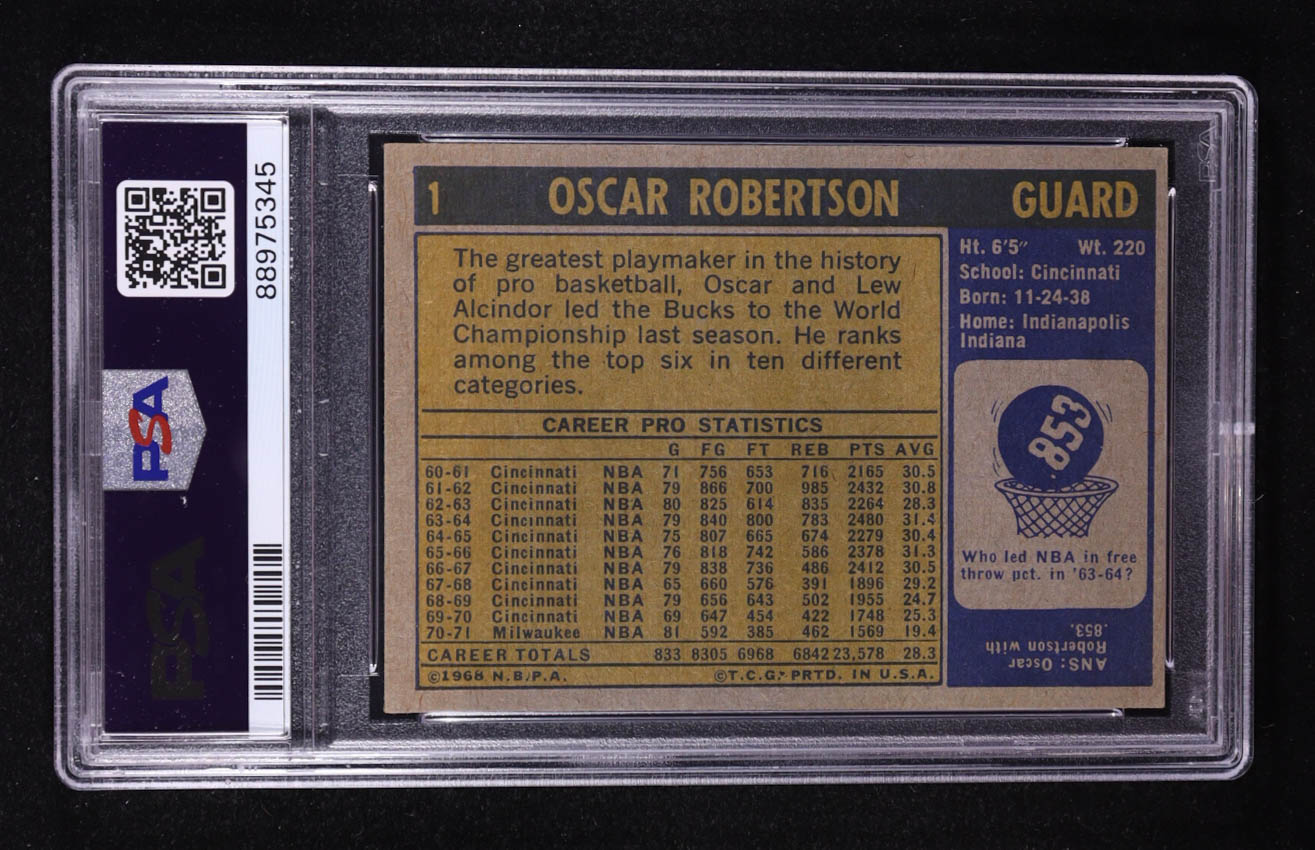 88975345
PSA
PSA
PSA
1 OSCAR ROBERTSON GUARD
The greatest playmaker in the history
of pro basketball, Oscar and Lew
Alcindor led the Bucks to the World
Championship last season. He ranks
among the top six in ten different
categories.
CAREER PRO STATISTICS
G FG FT REB PTS AVG
60-61 Cincinnati NBA 71 756 653 716 2165 30.5
61-62 Cincinnati NBA 79 866 700 985 2432 30.8
62-63 Cincinnati NBA 80 825 614 835 2264 28.3
63-64 Cincinnati NBA 79 840 800 783 2480 31.4
64-65 Cincinnati NBA 75 807 665 674 2279 30.4
65-66 Cincinnati NBA 76 818 742 586 2378 31.3
66-67 Cincinnati NBA 79 838 736 486 2412 30.5
67-68 Cincinnati NBA 65 660 576 391 1896 29.2
68-69 Cincinnati NBA 79 656 643 502 1955 24.7
69-70 Cincinnati NBA 69 647 454 422 1748 25.3
70-71 Milwaukee NBA 81 592 385 462 1569 19.4
CAREER TOTALS 833 8305 6968 6842 23,578 28.3
©1968 N.B.P.A. ©T.C.G. PRTD. IN U.S.A.
Ht. 6'5" Wt. 220
School: Cincinnati
Born: 11-24-38
Home: Indianapolis
Indiana
.853
Who led NBA in free
throw pct. in '63-64?
ANS: Oscar
Robertson with
.853.